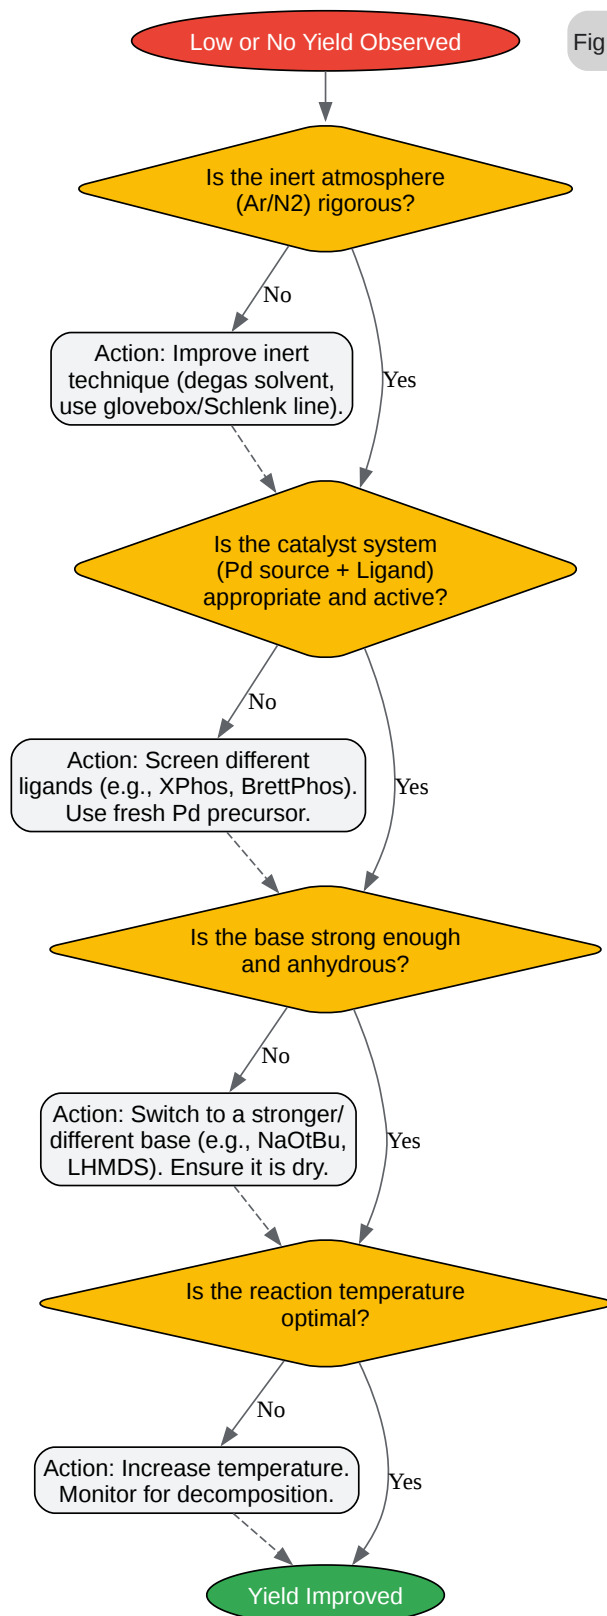 Low or No Yield Observed
Fig
Is the inert atmosphere
(Ar/N2) rigorous?
No
Action: Improve inert
technique (degas solvent,
use glovebox/Schlenk line).
Yes
Is the catalyst system
(Pd source + Ligand)
appropriate and active?
No
Action: Screen different
ligands (e.g., XPhos, BrettPhos).
Use fresh Pd precursor.
Yes
Is the base strong enough
and anhydrous?
No
Action: Switch to a stronger/
different base (e.g., NaOtBu,
LHMDS). Ensure it is dry.
Yes
Is the reaction temperature
optimal?
No
Action: Increase temperature.
Monitor for decomposition.
Yes
Yield Improved